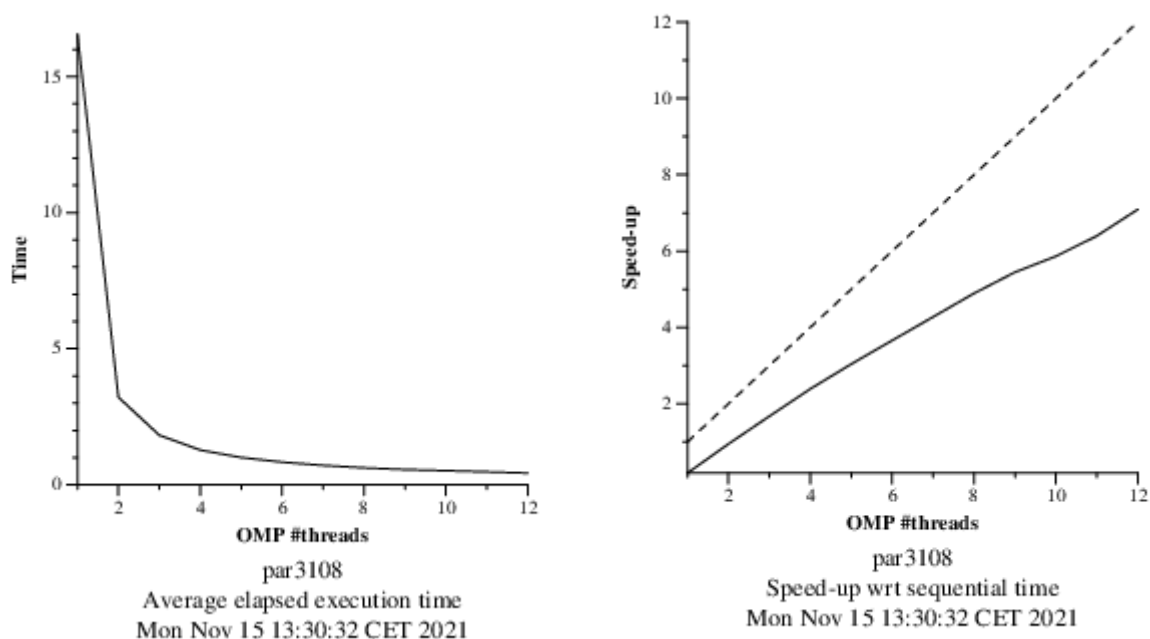 15
10
5
0
Time
2
4
6
8
10
12
OMP #threads
par3108
Average elapsed execution time
Mon Nov 15 13:30:32 CET 2021
12
10
8
6
4
2
Speed-up
2
4
6
8
10
12
OMP #threads
par3108
Speed-up wrt sequential time
Mon Nov 15 13:30:32 CET 2021